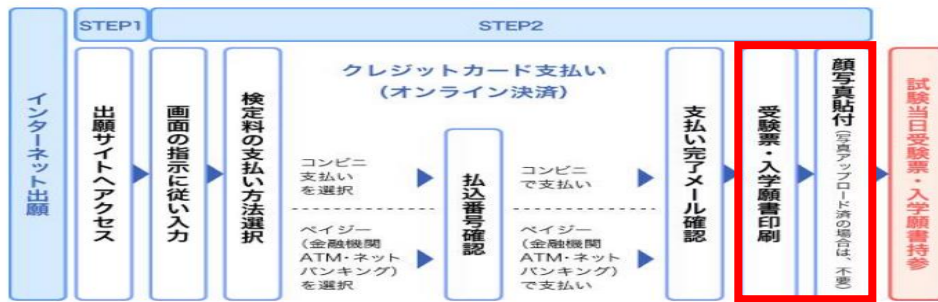 STEP1
STEP2
インターネット出願
出願サイトへアクセス
画面の指示に従い入力
検定料の支払い方法選択
クレジットカード支払い
(オンライン決済)
コンビニ
支払い
を選択
ペイジー
(金融機関
ATM・ネット
バンキング)
を選択
払込番号確認
コンビニ
で支払い
ペイジー
(金融機関
ATM・ネット
バンキング)
で支払い
支払い完了メール確認
受験票・入学願書印刷
顔写真貼付(写真アップロード済の場合は、不要)
試験当日受験票・入学願書持参